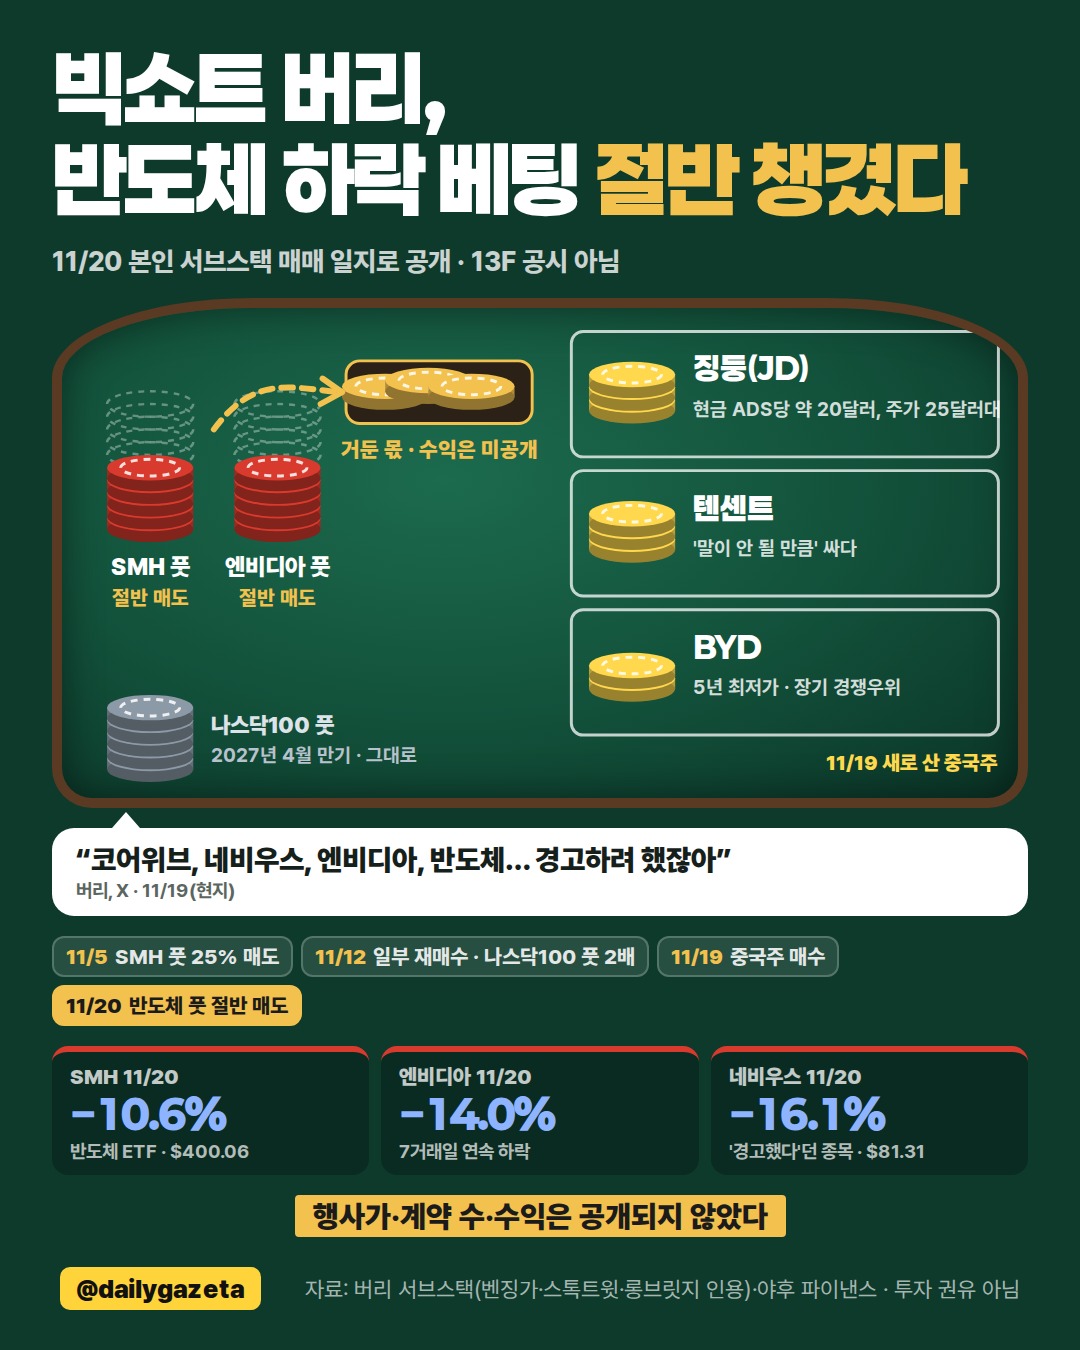 빅쇼트 버리,
반도체 하락 베팅 절반 챙겼다
11/20 본인 서브스택 매매 일지로 공개 · 13F 공시 아님
거둔 몫 · 수익은 미공개
SMH 풋
절반 매도
엔비디아 풋
절반 매도
나스닥100 풋
2027년 4월 만기 · 그대로
징둥(JD)
현금 ADS당 약 20달러, 주가 25달러대
텐센트
'말이 안 될 만큼' 싸다
BYD
5년 최저가 · 장기 경쟁우위
11/19 새로 산 중국주
“코어위브, 네비우스, 엔비디아, 반도체… 경고하려 했잖아”
버리, X · 11/19(현지)
11/5 SMH 풋 25% 매도
11/12 일부 재매수 · 나스닥100 풋 2배
11/19 중국주 매수
11/20 반도체 풋 절반 매도
SMH 11/20
−10.6%
반도체 ETF · $400.06
엔비디아 11/20
−14.0%
7거래일 연속 하락
네비우스 11/20
−16.1%
'경고했다'던 종목 · $81.31
행사가·계약 수·수익은 공개되지 않았다
@dailygazeta
자료: 버리 서브스택(벤징가·스톡트윗·롱브릿지 인용)·야후 파이낸스 · 투자 권유 아님